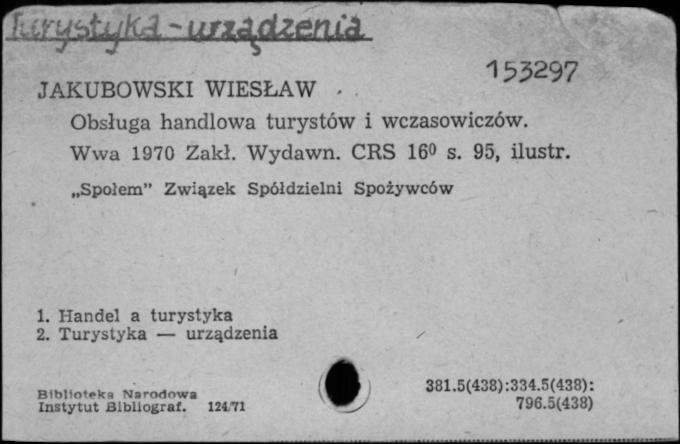 Turystyka - urządzenia
153297
JAKUBOWSKI WIESŁAW
Obsługa handlowa turystów i wczasowiczów.
Wwa 1970 Zakł. Wydawn. CRS 16⁰ s. 95, ilustr.
„Społem” Związek Spółdzielni Spożywców
1. Handel a turystyka
2. Turystyka — urządzenia
Biblioteka Narodowa
Instytut Bibliograf. 124/71
381.5(438):334.5(438):
796.5(438)